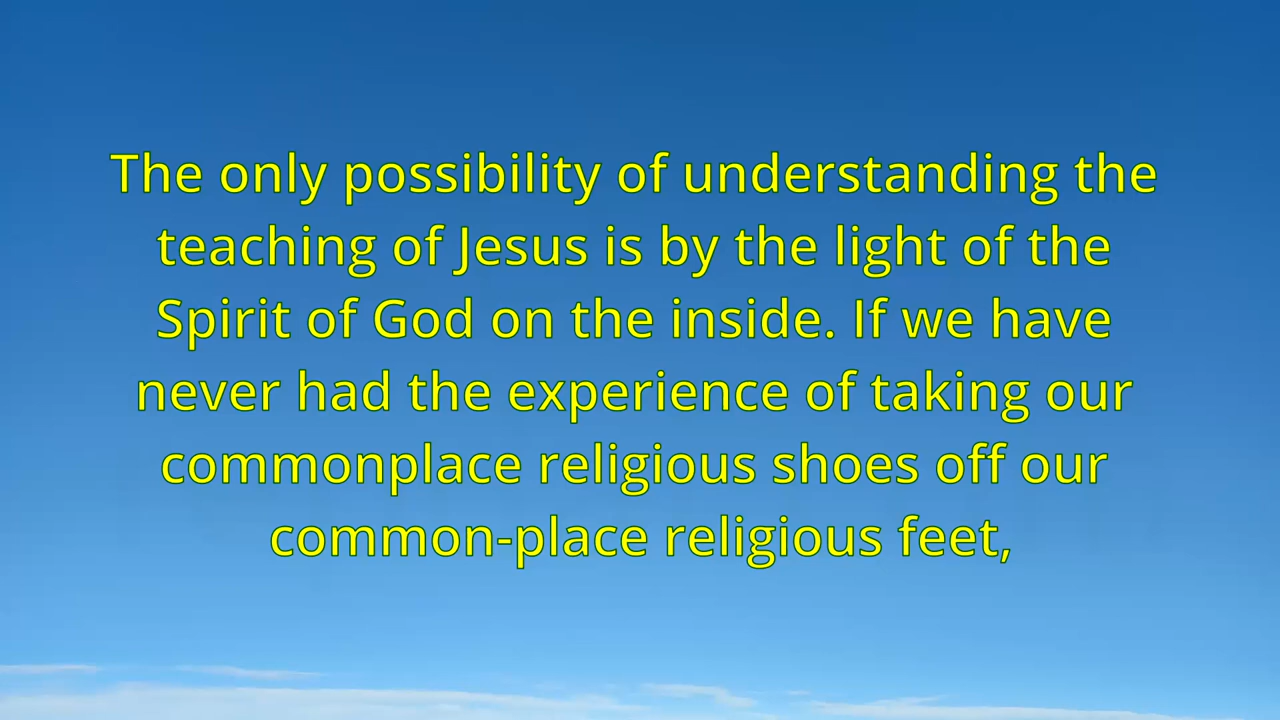 The only possibility of understanding the
teaching of Jesus is by the light of the
Spirit of God on the inside. If we have
never had the experience of taking our
commonplace religious shoes off our
common-place religious feet,